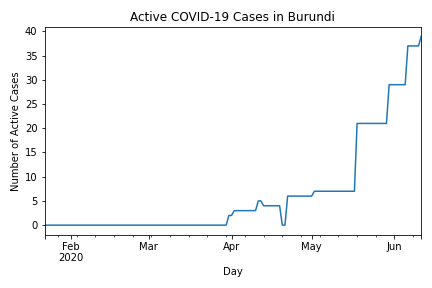 Active COVID-19 Cases in Burundi
Number of Active Cases
40
35
30
25
20
15
10
5
0
Feb
2020
Mar
Apr
May
Jun
Day